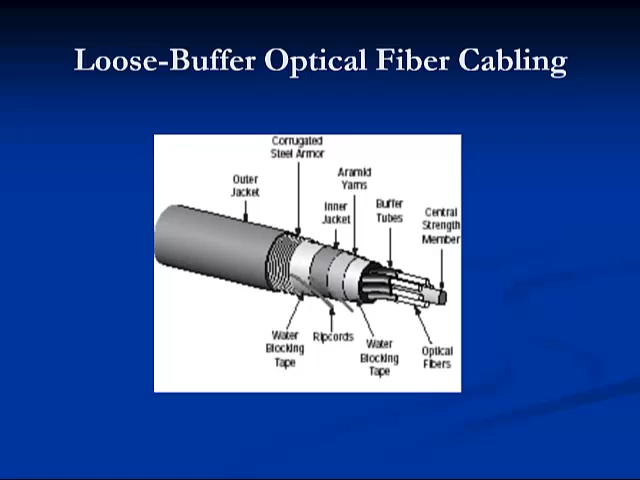 Loose-Buffer Optical Fiber Cabling
Corrugated
Steel Armor
Outer
Jacket
Aramid
Yarns
Inner
Jacket
Buffer
Tubes
Central
Strength
Member
Water
Blocking
Tape
Ripcords
Water
Blocking
Tape
Optical
Fibers